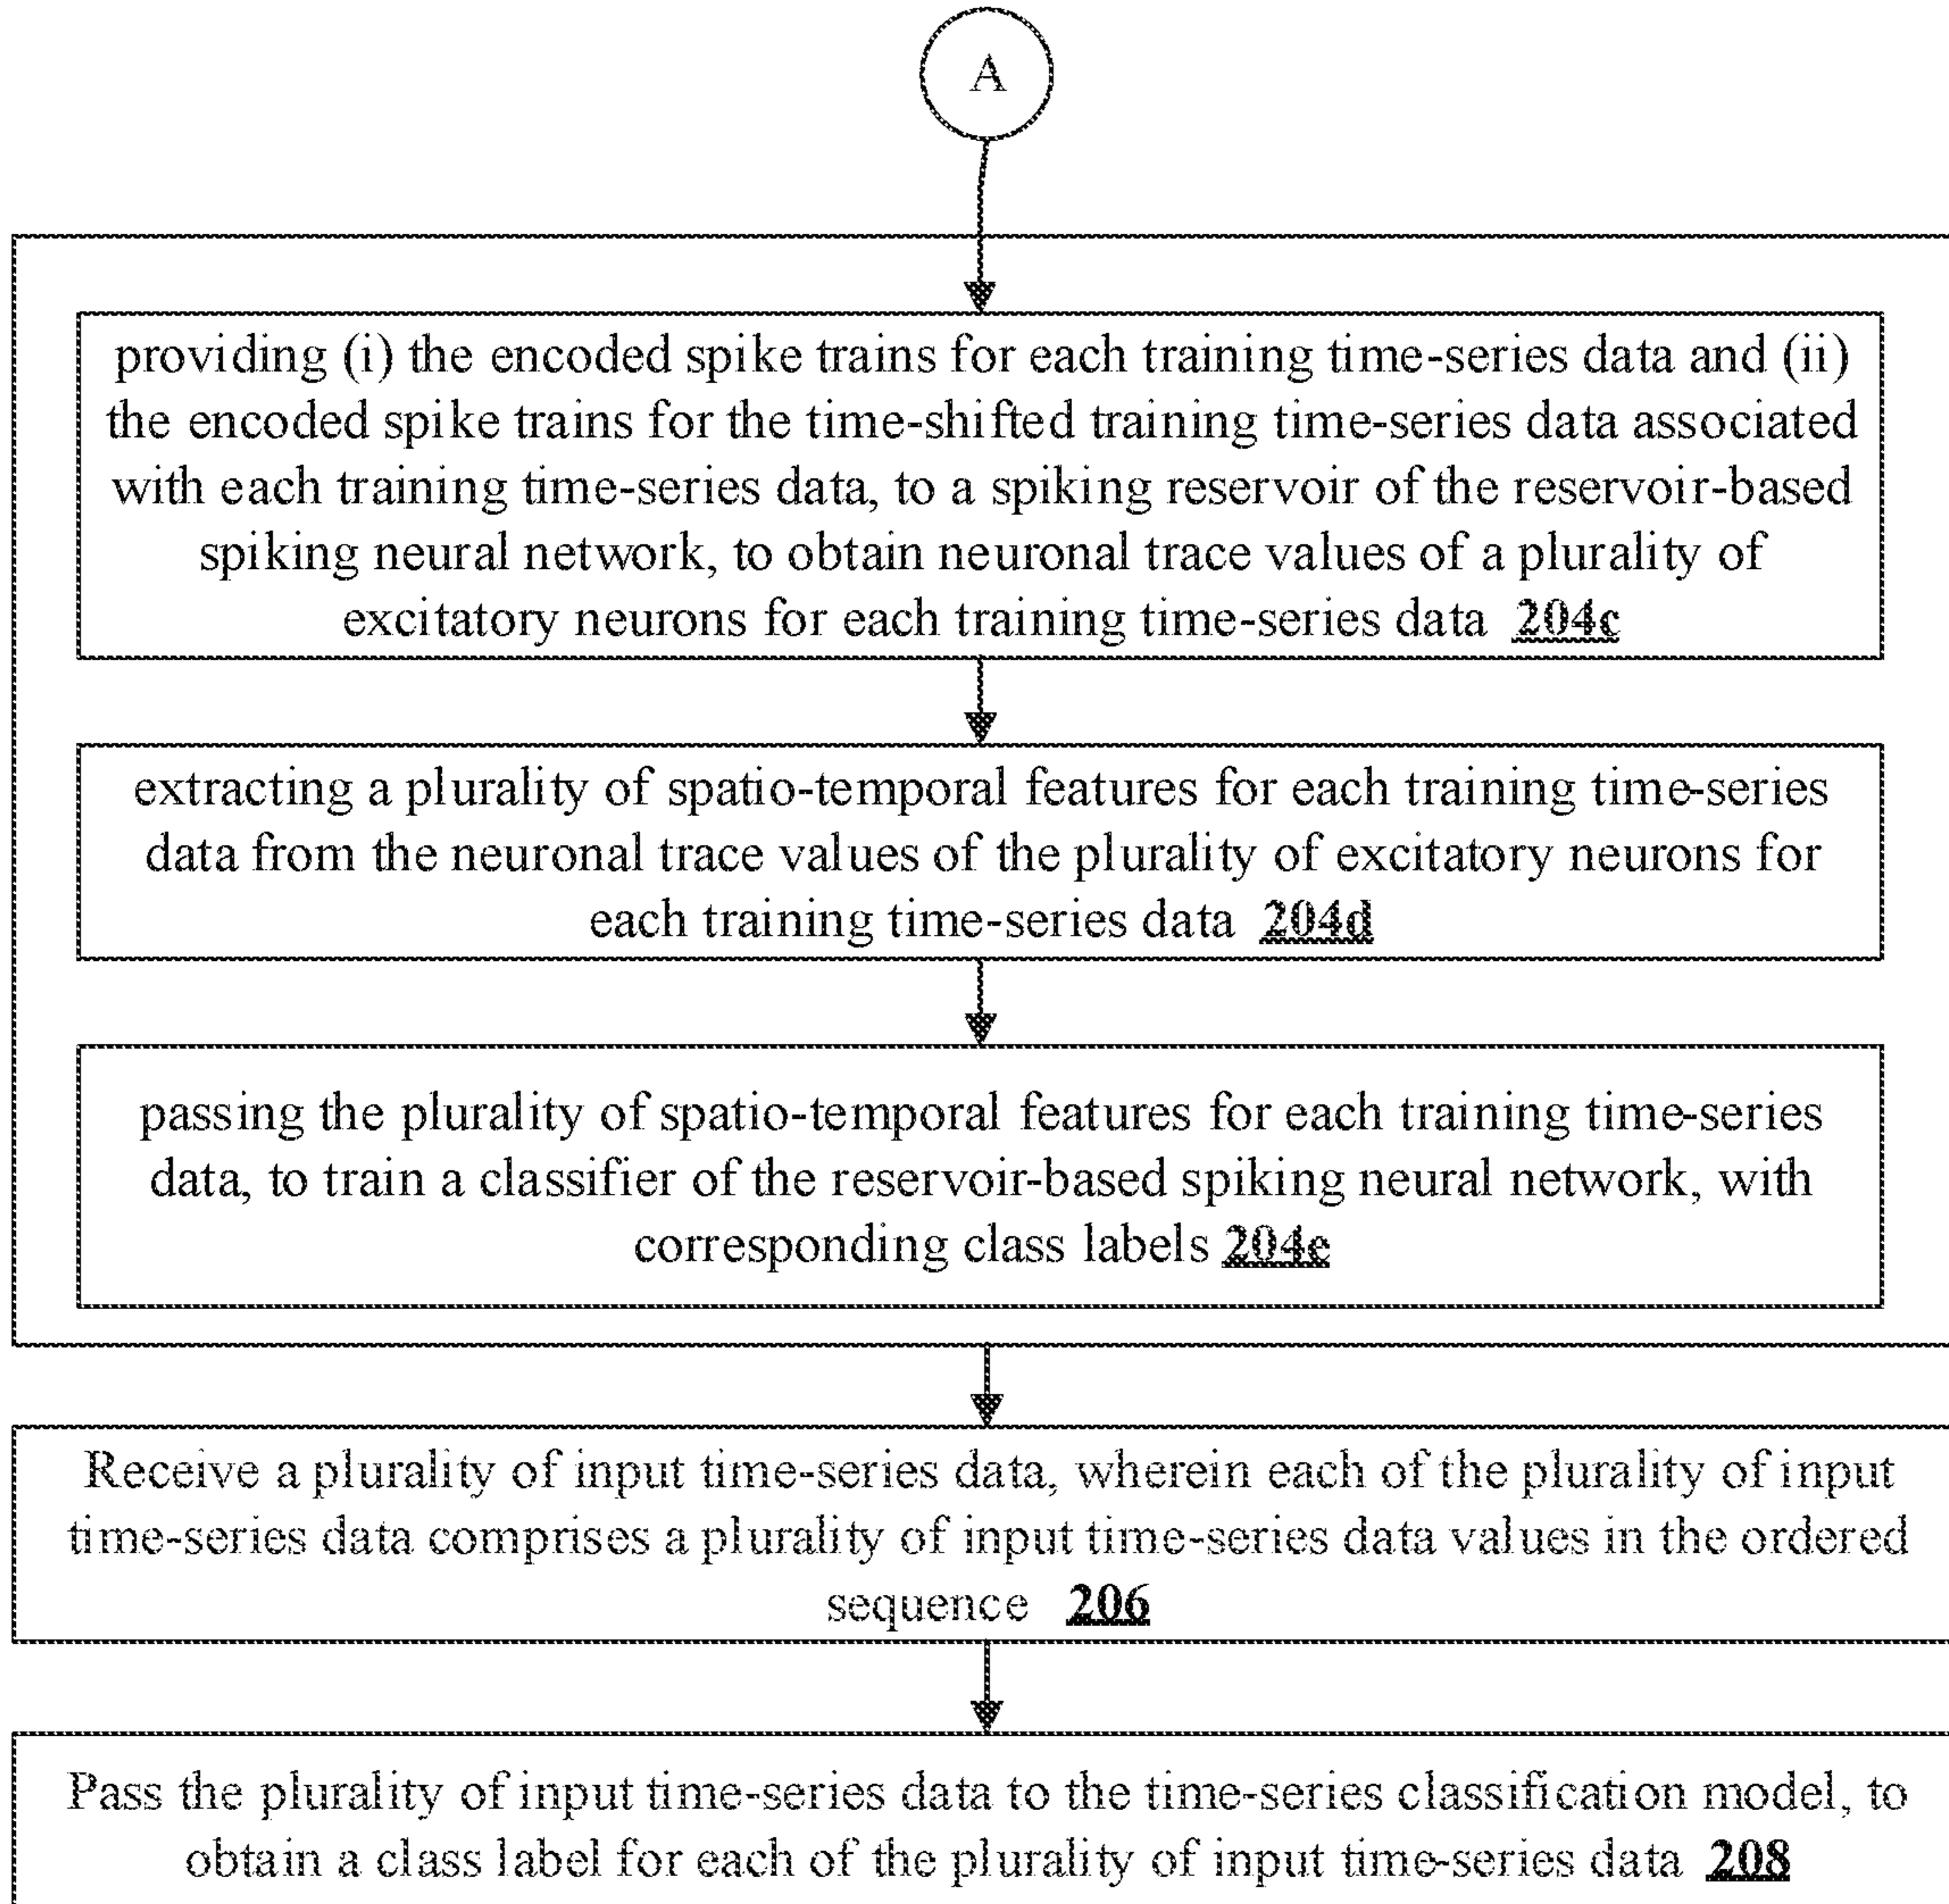 A
providing (i) the encoded spike trains for each training time-series data and (ii)
the encoded spike trains for the time-shifted training time-series data associated
with each training time-series data, to a spiking reservoir of the reservoir-based
spiking neural network, to obtain neuronal trace values of a plurality of
excitatory neurons for each training time-series data 204c
extracting a plurality of spatio-temporal features for each training time-series
data from the neuronal trace values of the plurality of excitatory neurons for
each training time-series data 204d
passing the plurality of spatio-temporal features for each training time-series
data, to train a classifier of the reservoir-based spiking neural network, with
corresponding class labels 204e
Receive a plurality of input time-series data, wherein each of the plurality of input
time-series data comprises a plurality of input time-series data values in the ordered
sequence 206
Pass the plurality of input time-series data to the time-series classification model, to
obtain a class label for each of the plurality of input time-series data 208